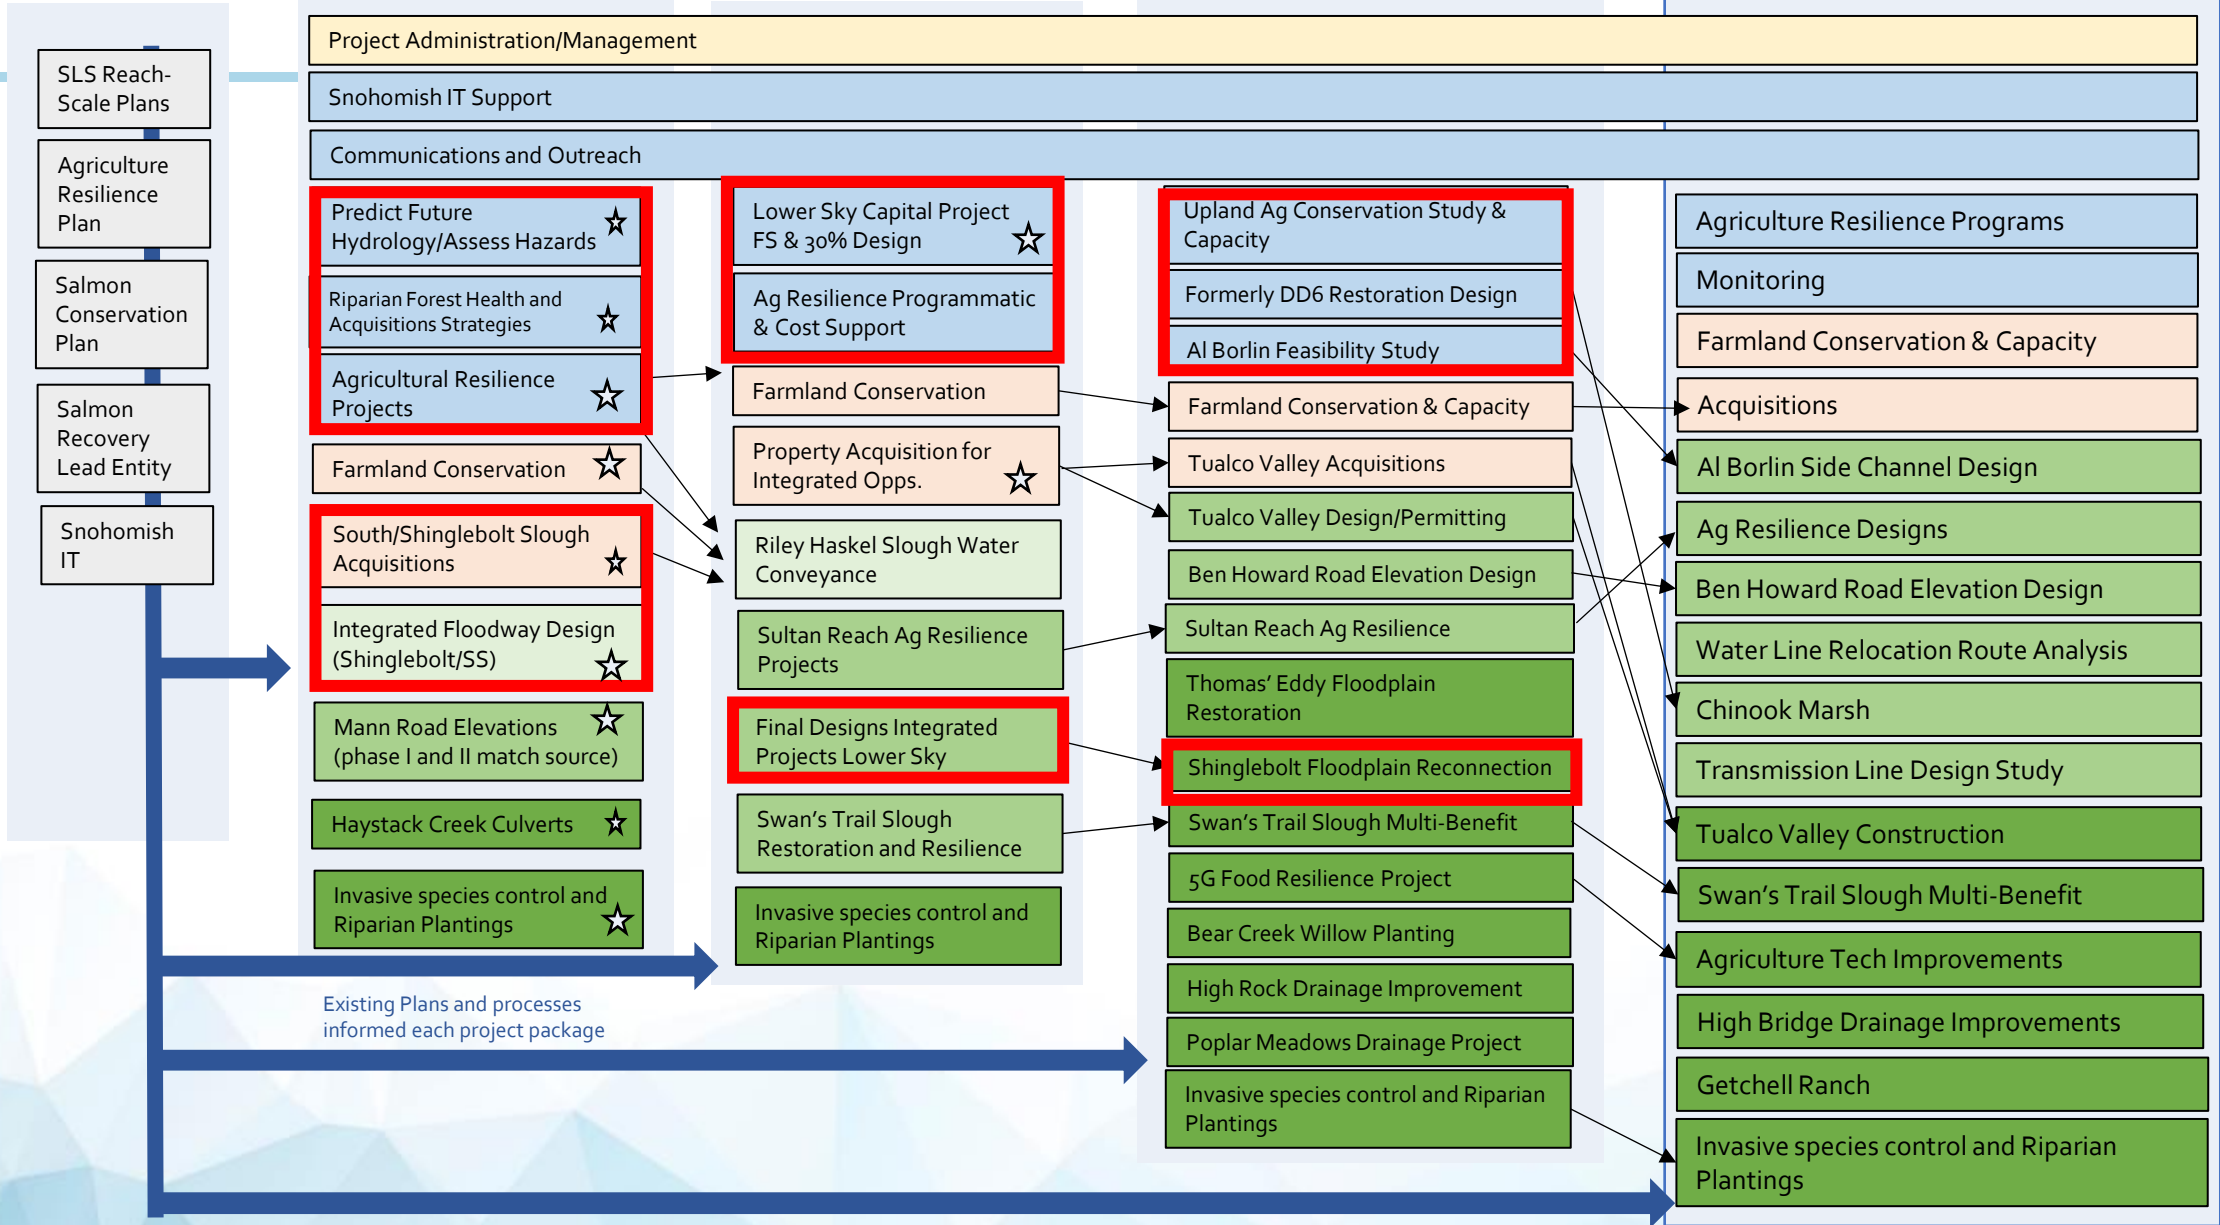 Project Administration/Management
Snohomish IT Support
Communications and Outreach
SLS Reach-
Scale Plans
Agriculture
Resilience
Plan
Salmon
Conservation
Plan
Salmon
Recovery
Lead Entity
Snohomish
IT
Predict Future
Hydrology/Assess Hazards
Riparian Forest Health and
Acquisitions Strategies
Agricultural Resilience
Projects
Farmland Conservation
South/Shinglebolt Slough
Acquisitions
Integrated Floodway Design
(Shinglebolt/SS)
Mann Road Elevations
(phase I and II match source)
Haystack Creek Culverts
Invasive species control and
Riparian Plantings
Existing Plans and processes
informed each project package
Lower Sky Capital Project
FS & 30% Design
Ag Resilience Programmatic
& Cost Support
Farmland Conservation
Property Acquisition for
Integrated Opps.
Riley Haskel Slough Water
Conveyance
Sultan Reach Ag Resilience
Projects
Final Designs Integrated
Projects Lower Sky
Swan's Trail Slough
Restoration and Resilience
Invasive species control and
Riparian Plantings
Upland Ag Conservation Study &
Capacity
Formerly DD6 Restoration Design
Al Borlin Feasibility Study
Farmland Conservation & Capacity
Tualco Valley Acquisitions
Tualco Valley Design/Permitting
Ben Howard Road Elevation Design
Sultan Reach Ag Resilience
Thomas' Eddy Floodplain
Restoration
Shinglebolt Floodplain Reconnection
Swan's Trail Slough Multi-Benefit
5G Food Resilience Project
Bear Creek Willow Planting
High Rock Drainage Improvement
Poplar Meadows Drainage Project
Invasive species control and Riparian
Plantings
Agriculture Resilience Programs
Monitoring
Farmland Conservation & Capacity
Acquisitions
Al Borlin Side Channel Design
Ag Resilience Designs
Ben Howard Road Elevation Design
Water Line Relocation Route Analysis
Chinook Marsh
Transmission Line Design Study
Tualco Valley Construction
Swan's Trail Slough Multi-Benefit
Agriculture Tech Improvements
High Bridge Drainage Improvements
Getchell Ranch
Invasive species control and Riparian
Plantings